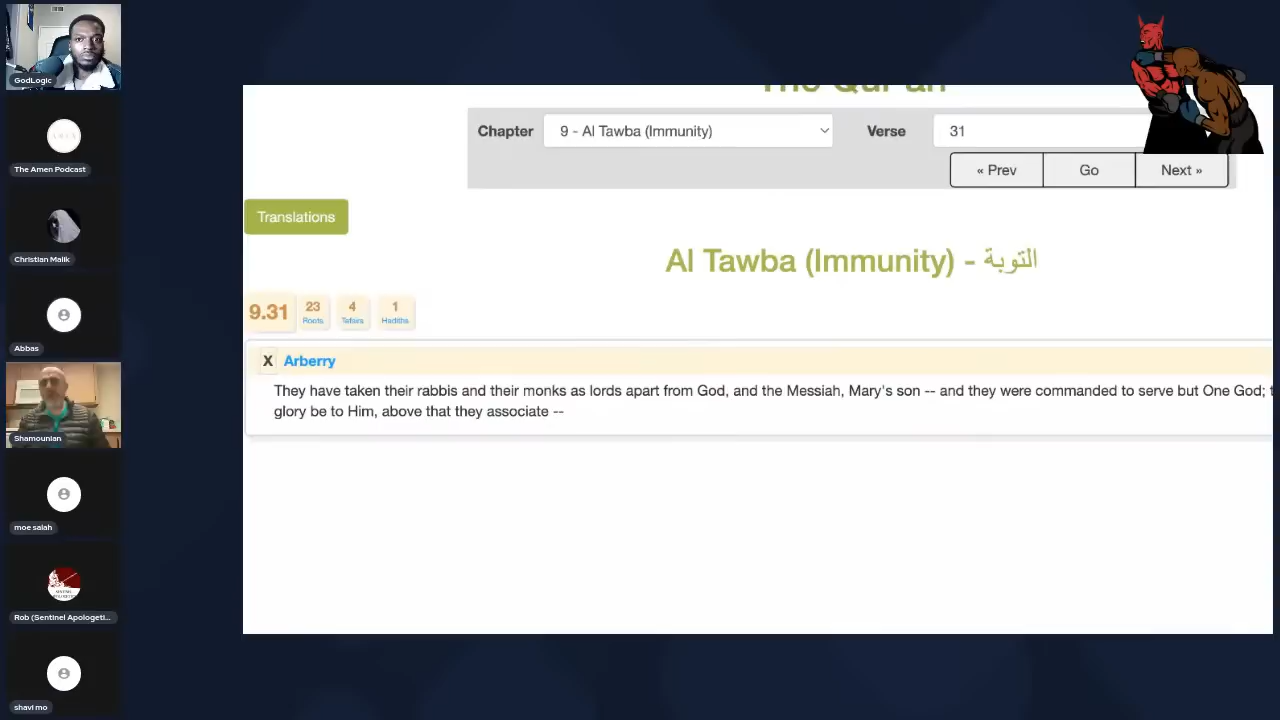 GodLogic
The Amen Podcast
Christian Malik
Abbas
Shamounian
moe salah
Rob (Sentinel Apologeti...
shavi mo
The Qur'an
Chapter 9 - Al Tawba (Immunity) Verse 31
« Prev Go Next »
Translations
Al Tawba (Immunity) - التوبة
9.31 23 Roots 4 Tafsirs 1 Hadiths
X Arberry
They have taken their rabbis and their monks as lords apart from God, and the Messiah, Mary's son -- and they were commanded to serve but One God;
glory be to Him, above that they associate --